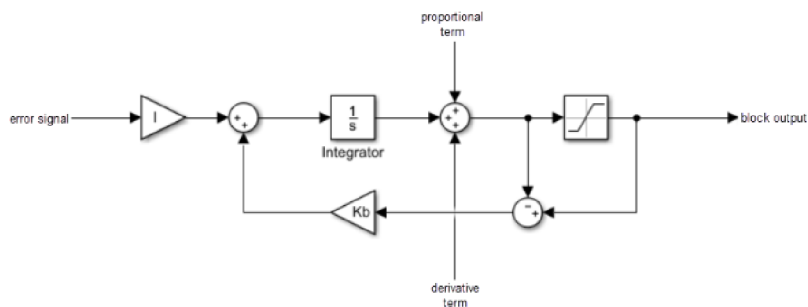 proportional
term
error signal
I
+
+
1
s
Integrator
+
+
+
block output
Kb
-
+
derivative
term